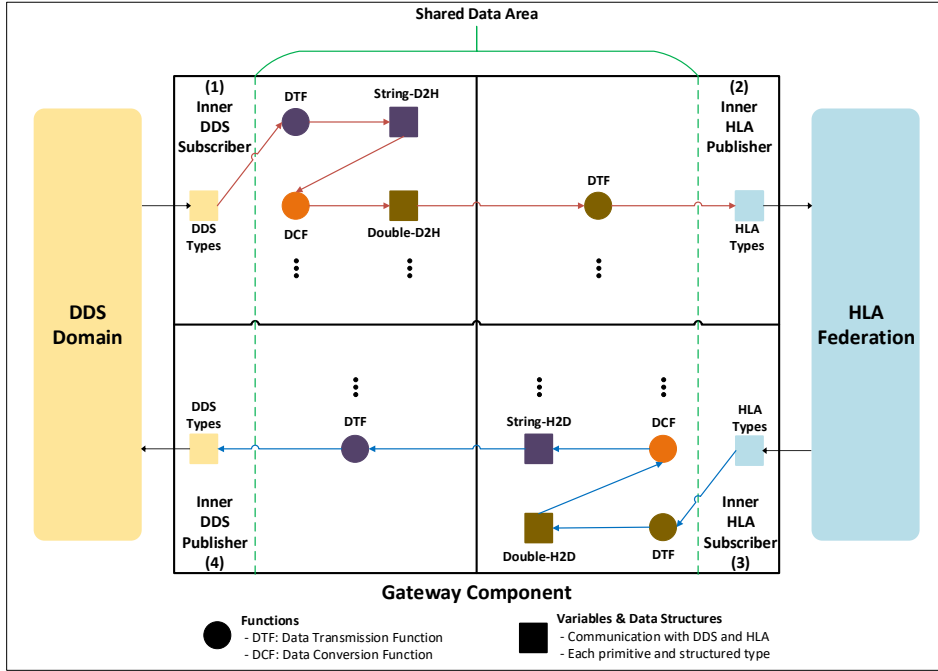 Shared Data Area
(1)
Inner
DDS
Subscriber
DTF
String-D2H
(2)
Inner
HLA
Publisher
DDS
Types
DCF
Double-D2H
DTF
HLA
Types
DDS
Domain
HLA
Federation
DDS
Types
DTF
String-H2D
DCF
HLA
Types
Inner
DDS
Publisher
(4)
Double-H2D
DTF
Inner
HLA
Subscriber
(3)
Gateway Component
Functions
- DTF: Data Transmission Function
- DCF: Data Conversion Function
Variables & Data Structures
- Communication with DDS and HLA
- Each primitive and structured type